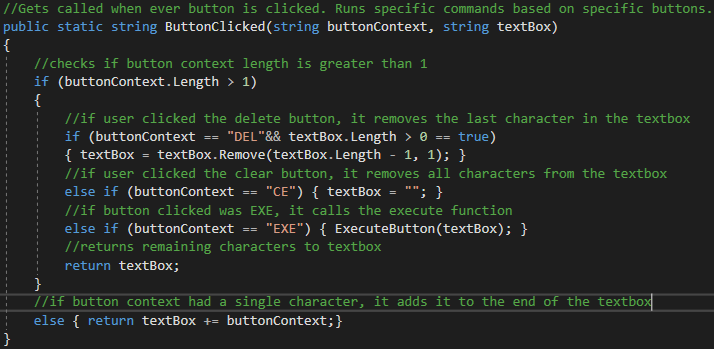 //Gets called when ever button is clicked. Runs specific commands based on specific buttons.
public static string ButtonClicked(string buttonContext, string textBox)
{
//checks if button context length is greater than 1
if (buttonContext.Length > 1)
{
//if user clicked the delete button, it removes the last character in the textbox
if (buttonContext == "DEL"&& textBox.Length > 0 == true)
{ textBox = textBox.Remove(textBox.Length - 1, 1); }
//if user clicked the clear button, it removes all characters from the textbox
else if (buttonContext == "CE") { textBox = ""; }
//if button clicked was EXE, it calls the execute function
else if (buttonContext == "EXE") { ExecuteButton(textBox); }
//returns remaining characters to textbox
return textBox;
}
//if button context had a single character, it adds it to the end of the textbox
else { return textBox += buttonContext;}
}